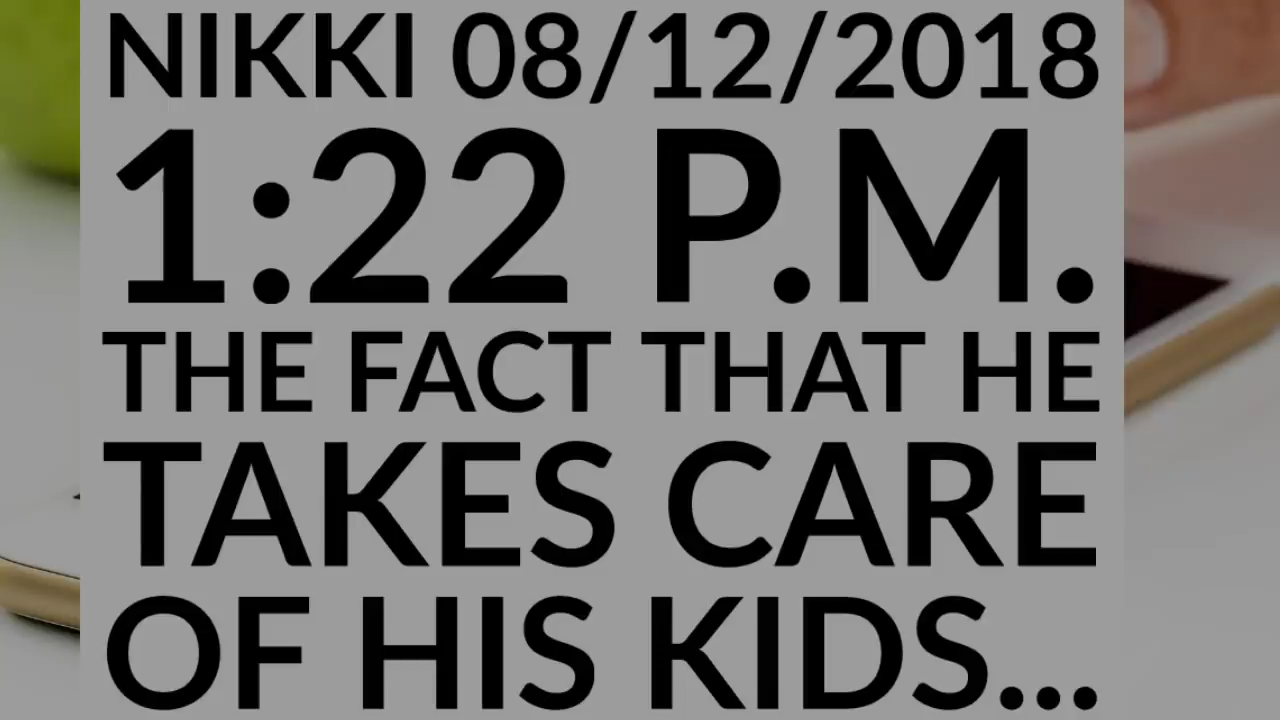 NIKKI 08/12/2018
1:22 P.M.
THE FACT THAT HE
TAKES CARE
OF HIS KIDS...